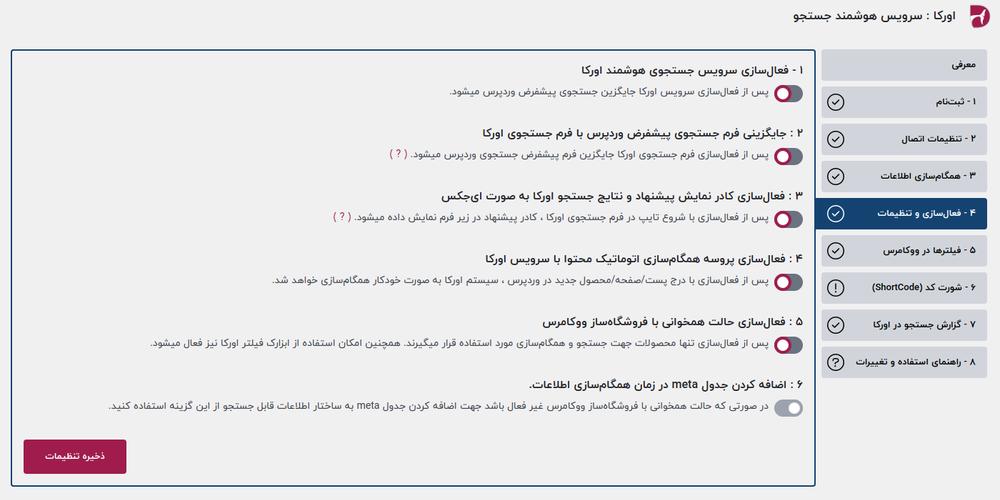 اورکا : سرویس هوشمند جستجو
معرفی
۱ - ثبت‌نام
۲ - تنظیمات اتصال
۳ - همگام‌سازی اطلاعات
۴ - فعال‌سازی و تنظیمات
۵ - فیلترها در ووکامرس
۶ - شورت کد (ShortCode)
۷ - گزارش جستجو در اورکا
۸ - راهنمای استفاده و تغییرات
۱ - فعال‌سازی سرویس جستجوی هوشمند اورکا
پس از فعال‌سازی سرویس اورکا جایگزین جستجوی پیشفرض وردپرس میشود.
۲ : جایگزینی فرم جستجوی پیشفرض وردپرس با فرم جستجوی اورکا
پس از فعال‌سازی فرم جستجوی اورکا جایگزین فرم پیشفرض جستجوی وردپرس میشود. ( ? )
۳ : فعال‌سازی کادر نمایش پیشنهاد و نتایج جستجو اورکا به صورت ای‌جکس
پس از فعال‌سازی با شروع تایپ در فرم جستجوی اورکا ، کادر پیشنهاد در زیر فرم نمایش داده میشود. ( ? )
۴ : فعال‌سازی پروسه همگام‌سازی اتوماتیک محتوا با سرویس اورکا
پس از فعال‌سازی با درج پست/صفحه/محصول جدید در وردپرس ، سیستم اورکا به صورت خودکار همگام‌سازی خواهد شد.
۵ : فعال‌سازی حالت همخوانی با فروشگاه‌ساز ووکامرس
پس از فعال‌سازی تنها محصولات جهت جستجو و همگام‌سازی مورد استفاده قرار میگیرند. همچنین امکان استفاده از ابزارک فیلتر اورکا نیز فعال میشود.
۶ : اضافه کردن جدول meta در زمان همگام‌سازی اطلاعات.
در صورتی که حالت همخوانی با فروشگاه‌ساز ووکامرس غیر فعال باشد جهت اضافه کردن جدول meta به ساختار اطلاعات قابل جستجو از این گزینه استفاده کنید.
ذخیره تنظیمات